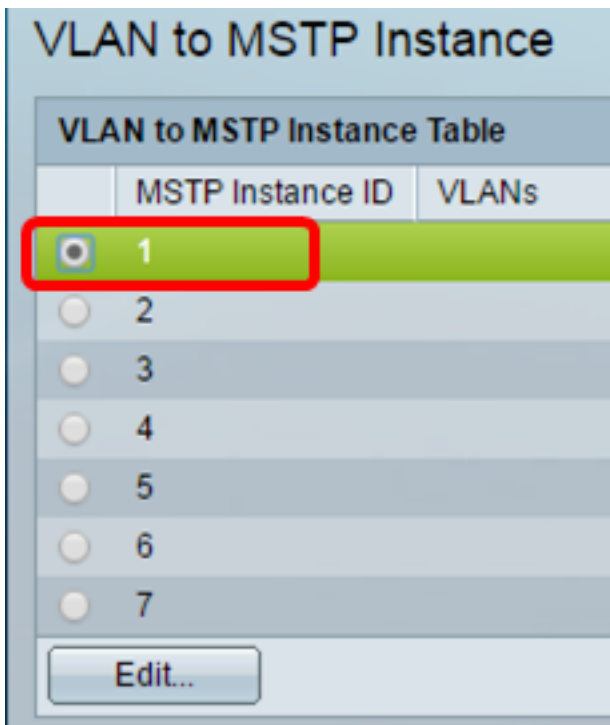 VLAN to MSTP Instance
VLAN to MSTP Instance Table
MSTP Instance ID VLANs
1
2
3
4
5
6
7
Edit...